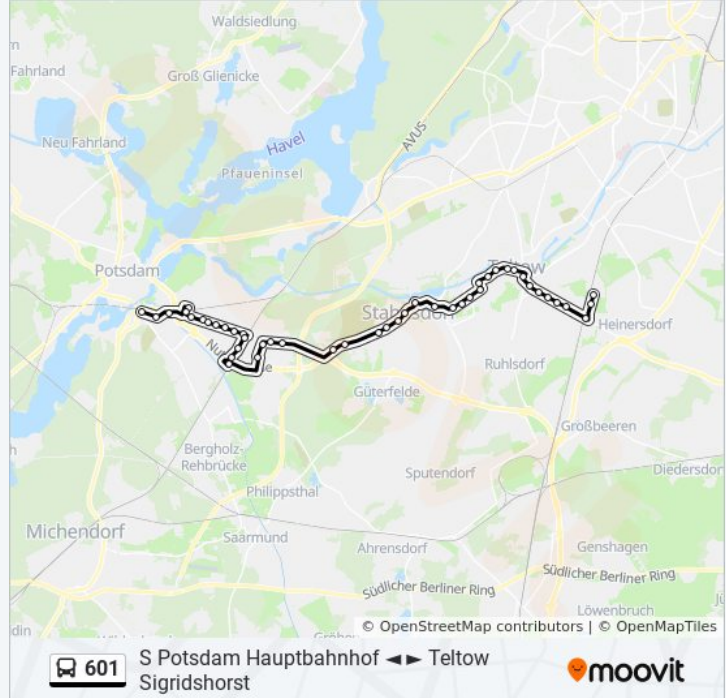 Waldsiedlung
Fahrland
Groß Glienicke
AVUS
Neu Fahrland
Havel
Pfaueninsel
Potsdam
Teltow
Stahnsdorf
Heinersdorf
Ruhlsdorf
Güterfelde
Großbeeren
Bergholz-
Rehbrücke
Sputendorf
Diedersdor
Philippsthal
Michendorf
Saarmund
Ahrensdorf
Genshagen
Südlicher Berliner Ring
Südlicher Berliner Ring
Löwenbruch
© OpenStreetMap contributors | © OpenMapTiles
601
S Potsdam Hauptbahnhof ◄► Teltow
Sigridshorst
moovit